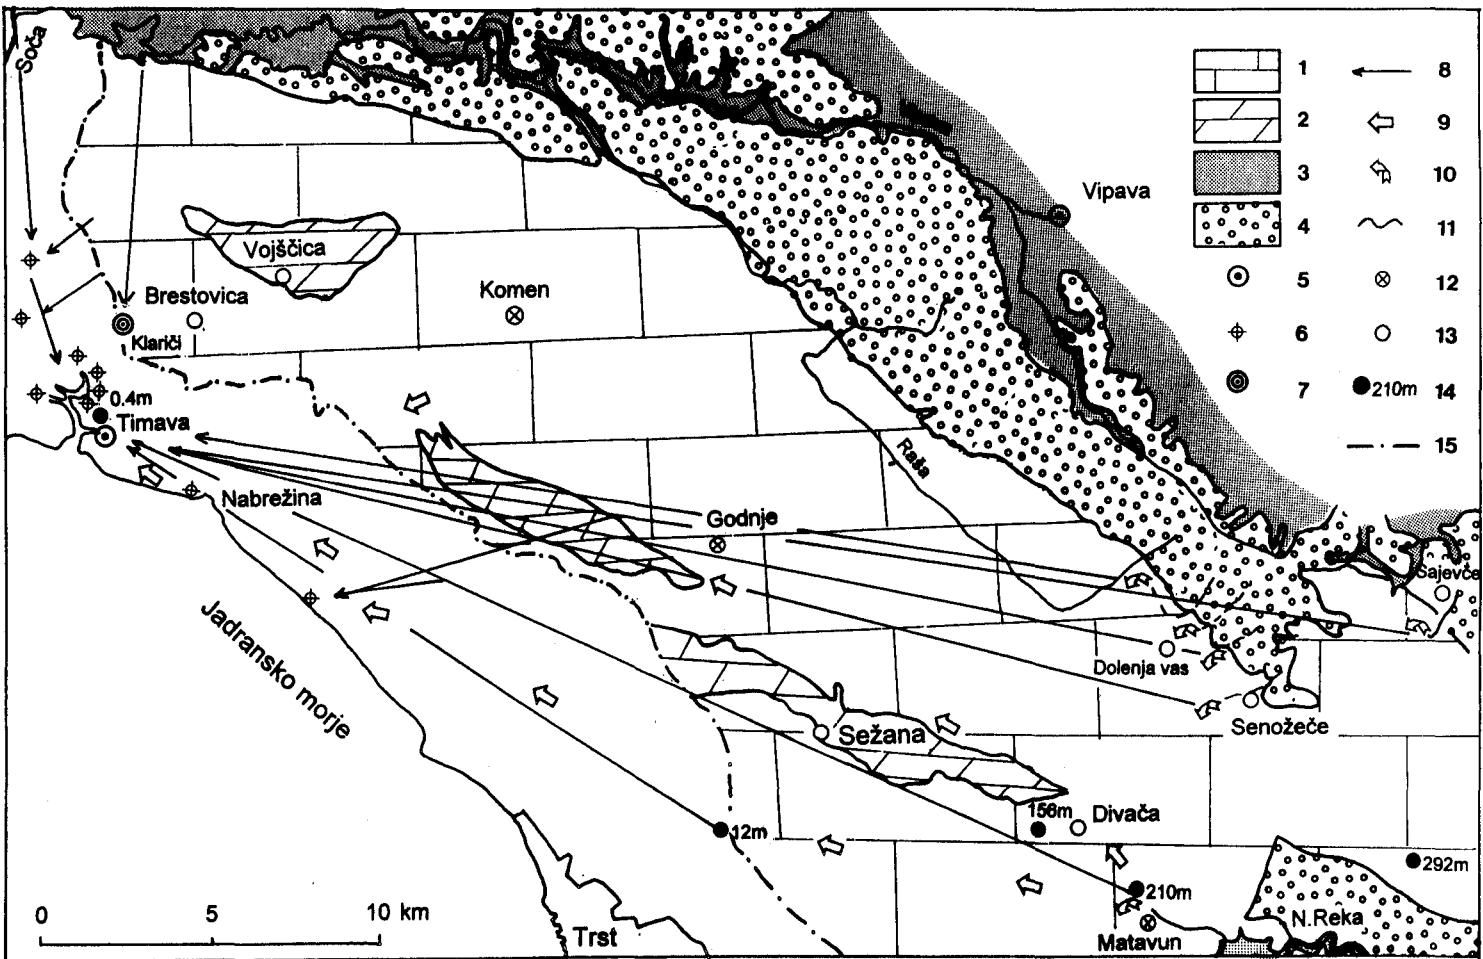 Soča
1
8
2
9
3
10
4
11
5
12
6
13
7
210m
14
15
Vipava
Vojščica
Brestovica
Komen
Klariči
0.4m
Timava
Raša
Nabrežina
Godnje
Sajevče
Jadransko morje
Dolenja vas
Senožeče
Sežana
156m
Divača
12m
292m
210m
N.Reka
Matavun
0
5
10 km
Trst